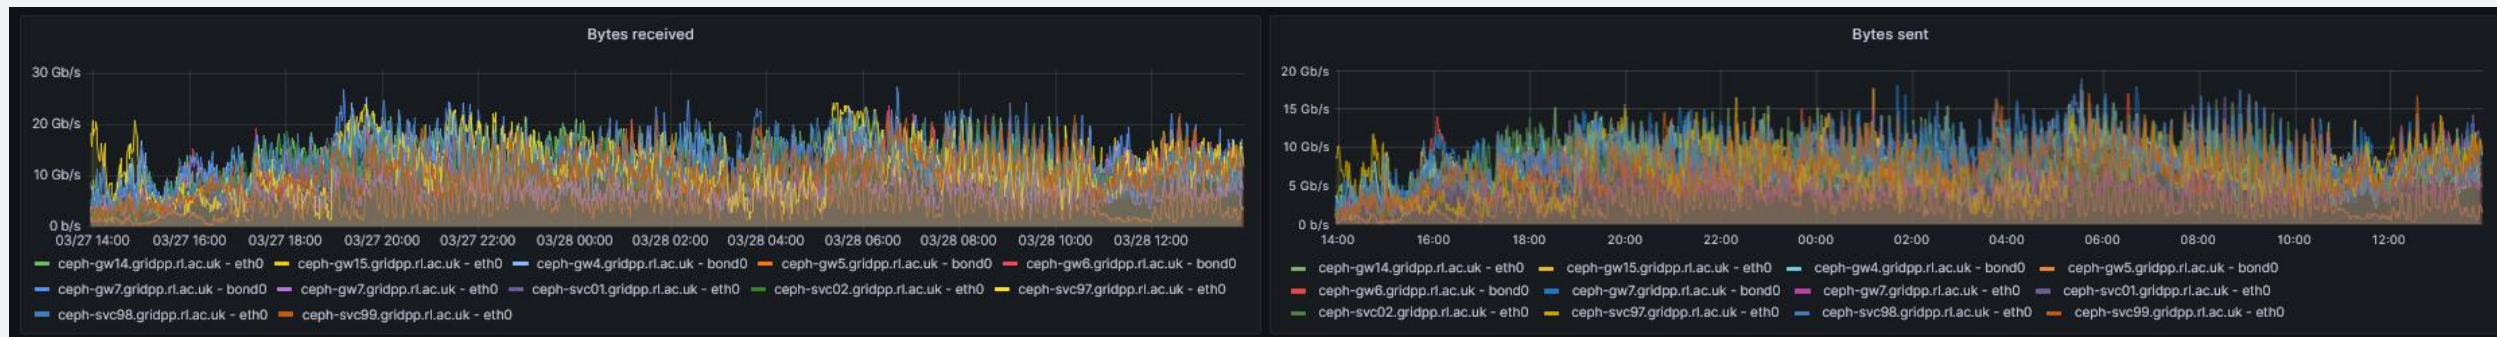 Bytes received
30 Gb/s
20 Gb/s
10 Gb/s
0 b/s
03/27 14:00 03/27 16:00 03/27 18:00 03/27 20:00 03/27 22:00 03/28 00:00 03/28 02:00 03/28 04:00 03/28 06:00 03/28 08:00 03/28 10:00 03/28 12:00
ceph-gw14.gridpp.rl.ac.uk - eth0 ceph-gw15.gridpp.rl.ac.uk - eth0 ceph-gw4.gridpp.rl.ac.uk - bond0 ceph-gw5.gridpp.rl.ac.uk - bond0 ceph-gw6.gridpp.rl.ac.uk - bond0
ceph-gw7.gridpp.rl.ac.uk - bond0 ceph-gw7.gridpp.rl.ac.uk - eth0 ceph-svc01.gridpp.rl.ac.uk - eth0 ceph-svc02.gridpp.rl.ac.uk - eth0 ceph-svc97.gridpp.rl.ac.uk - eth0
ceph-svc98.gridpp.rl.ac.uk - eth0 ceph-svc99.gridpp.rl.ac.uk - eth0
Bytes sent
20 Gb/s
15 Gb/s
10 Gb/s
5 Gb/s
0 b/s
14:00 16:00 18:00 20:00 22:00 00:00 02:00 04:00 06:00 08:00 10:00 12:00
ceph-gw14.gridpp.rl.ac.uk - eth0 ceph-gw15.gridpp.rl.ac.uk - eth0 ceph-gw4.gridpp.rl.ac.uk - bond0 ceph-gw5.gridpp.rl.ac.uk - bond0
ceph-gw6.gridpp.rl.ac.uk - bond0 ceph-gw7.gridpp.rl.ac.uk - bond0 ceph-gw7.gridpp.rl.ac.uk - eth0 ceph-svc01.gridpp.rl.ac.uk - eth0
ceph-svc02.gridpp.rl.ac.uk - eth0 ceph-svc97.gridpp.rl.ac.uk - eth0 ceph-svc98.gridpp.rl.ac.uk - eth0 ceph-svc99.gridpp.rl.ac.uk - eth0